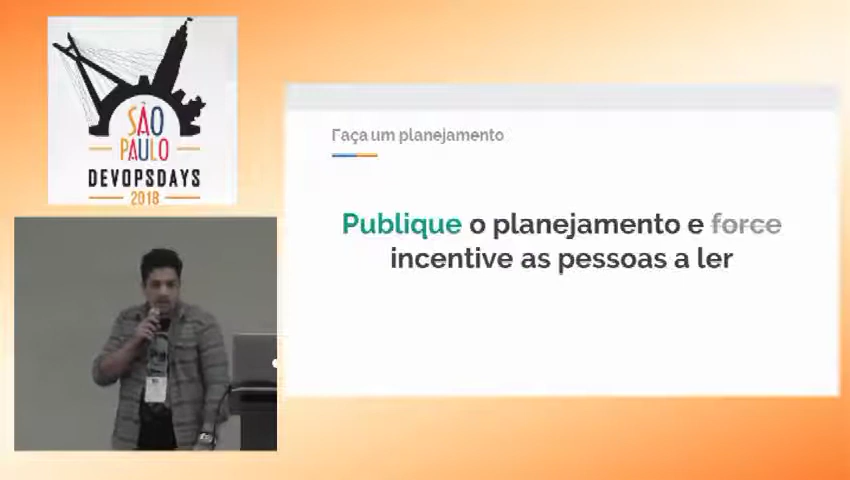 SÃO
PAULO
DEVOPSDAYS
2018
Faça um planejamento
Publique o planejamento e force
incentive as pessoas a ler